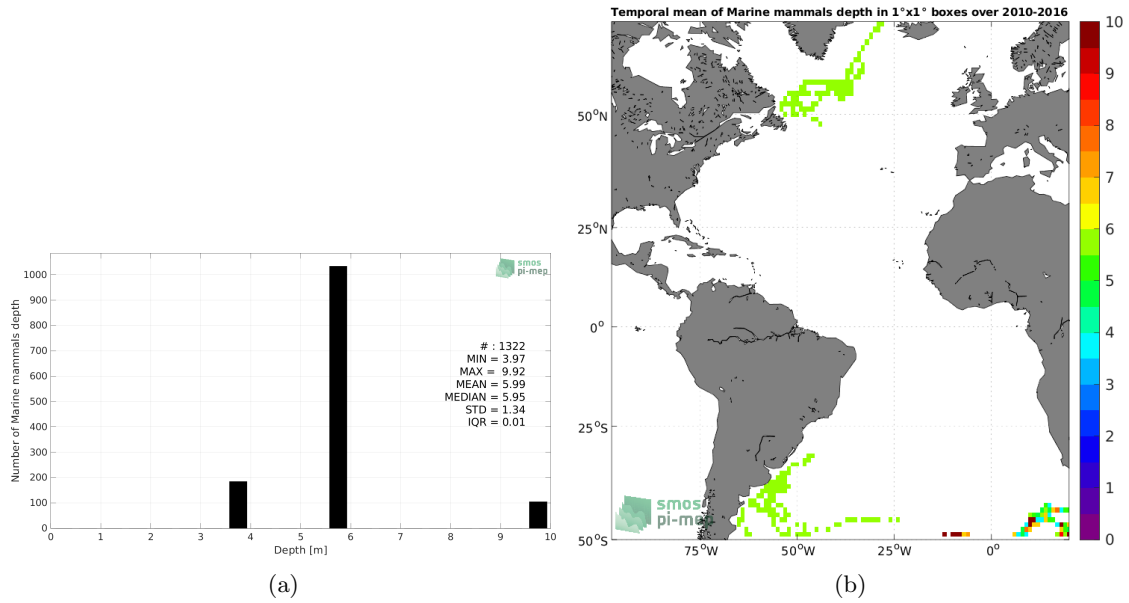 1000
900
800
700
600
500
400
300
200
100
0
Number of Marine mammals depth
smos
pi-mep
# : 1322
MIN = 3.97
MAX = 9.92
MEAN = 5.99
MEDIAN = 5.95
STD = 1.34
IQR = 0.01
0 1 2 3 4 5 6 7 8 9 10
Depth [m]
(a)
Temporal mean of Marine mammals depth in 1°x1° boxes over 2010-2016
50°N
25°N
0°
25°S
50°S
smos
pi-mep
75°W 50°W 25°W 0°
10
9
8
7
6
5
4
3
2
1
0
(b)